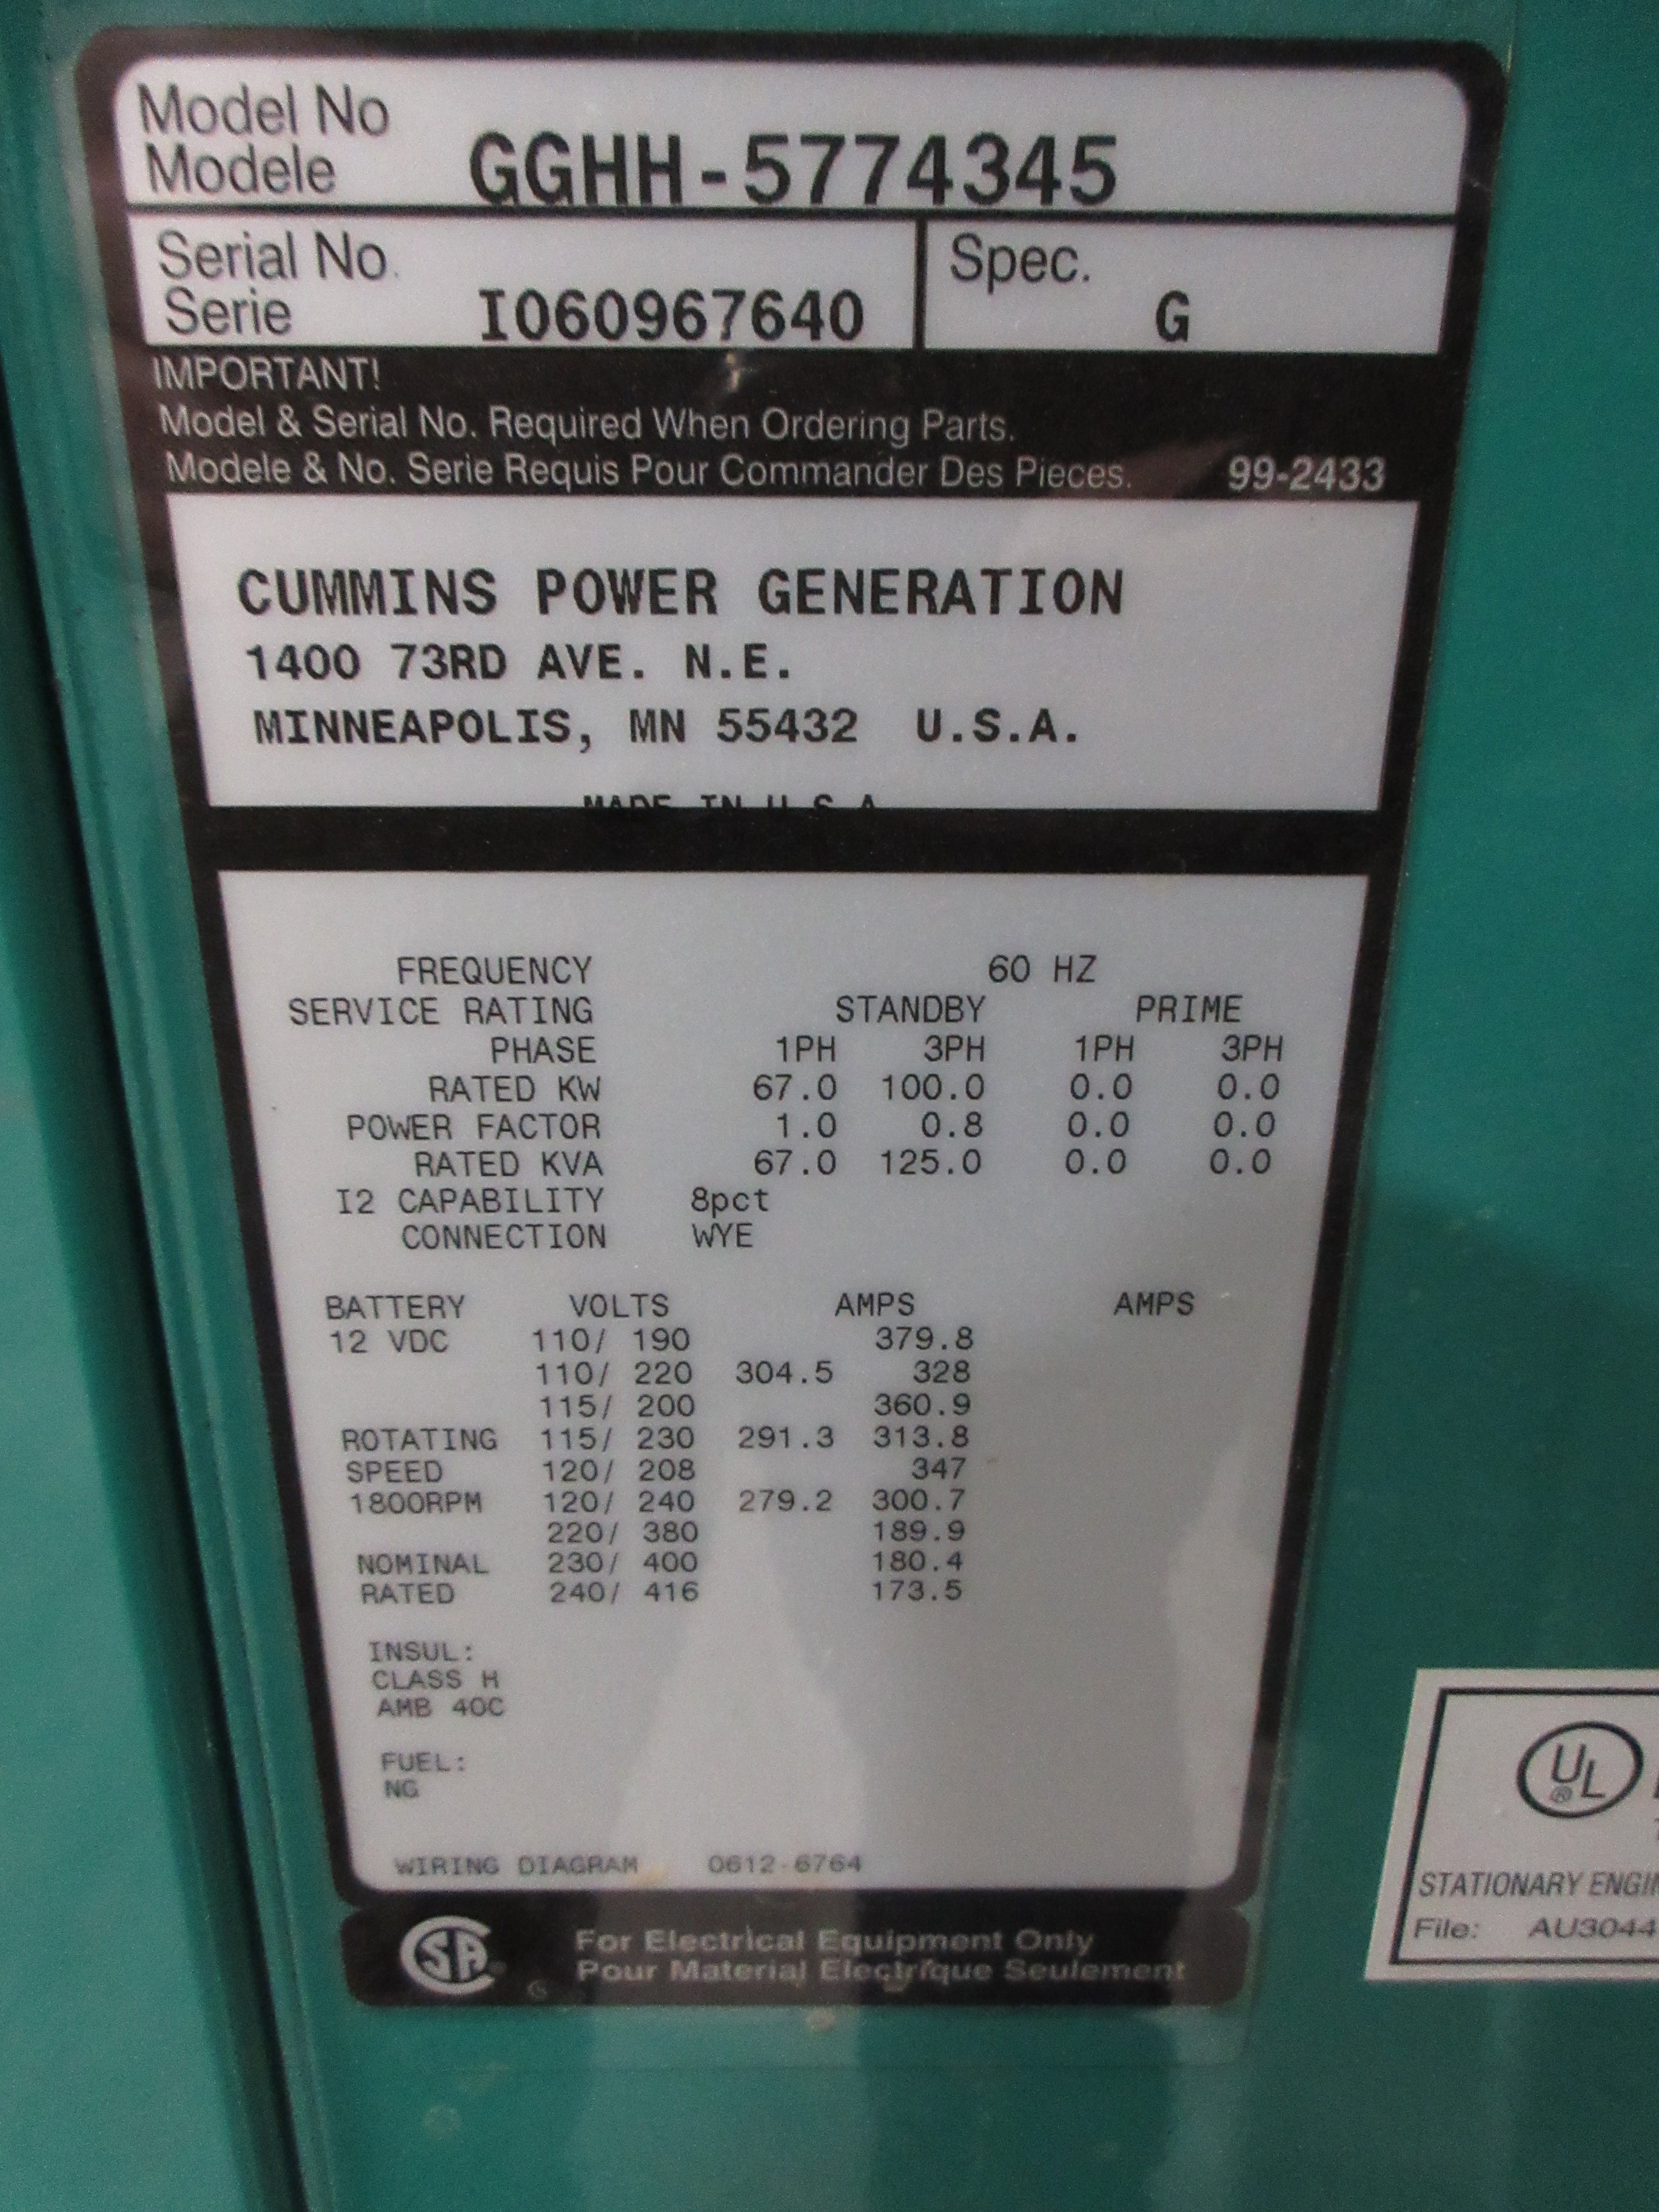 Model No
Modele GGHH-5774345
Serial No.
Serie I060967640
Spec.
G
IMPORTANT!
Model & Serial No. Required When Ordering Parts.
Modele & No. Serie Requis Pour Commander Des Pieces. 99-2433
CUMMINS POWER GENERATION
1400 73RD AVE. N.E.
MINNEAPOLIS, MN 55432 U.S.A.
MADE IN U.S.A
FREQUENCY 60 HZ
SERVICE RATING STANDBY PRIME
PHASE 1PH 3PH 1PH 3PH
RATED KW 67.0 100.0 0.0 0.0
POWER FACTOR 1.0 0.8 0.0 0.0
RATED KVA 67.0 125.0 0.0 0.0
I2 CAPABILITY 8pct
CONNECTION WYE
BATTERY VOLTS AMPS AMPS
12 VDC 110/ 190 379.8
110/ 220 304.5 328
115/ 200 360.9
ROTATING 115/ 230 291.3 313.8
SPEED 120/ 208 347
1800RPM 120/ 240 279.2 300.7
220/ 380 189.9
NOMINAL 230/ 400 180.4
RATED 240/ 416 173.5
INSUL:
CLASS H
AMB 40C
FUEL:
NG
WIRING DIAGRAM 0612-6764
SA
For Electrical Equipment Only
Pour Material Electrique Seulement
UL
®
STATIONARY ENGI
File: AU3044